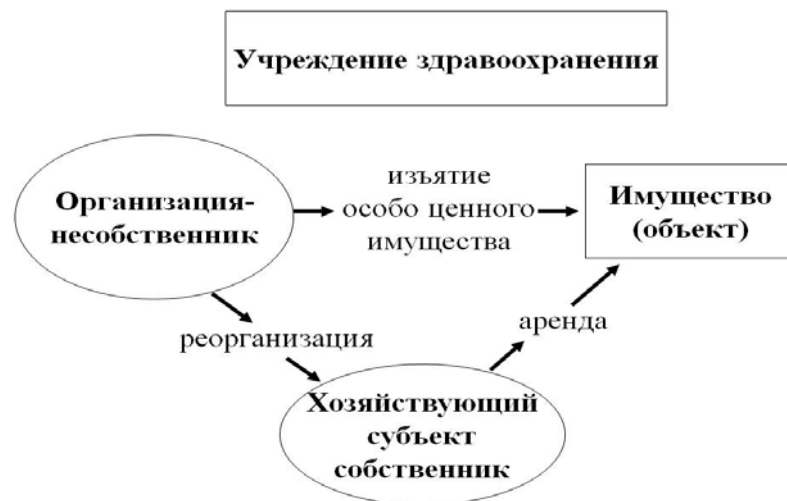 Учреждение здравоохранения
Организация-
несобственник
изъятие
особо ценного
имущества
Имущество
(объект)
реорганизация
аренда
Хозяйствующий
субъект
собственник